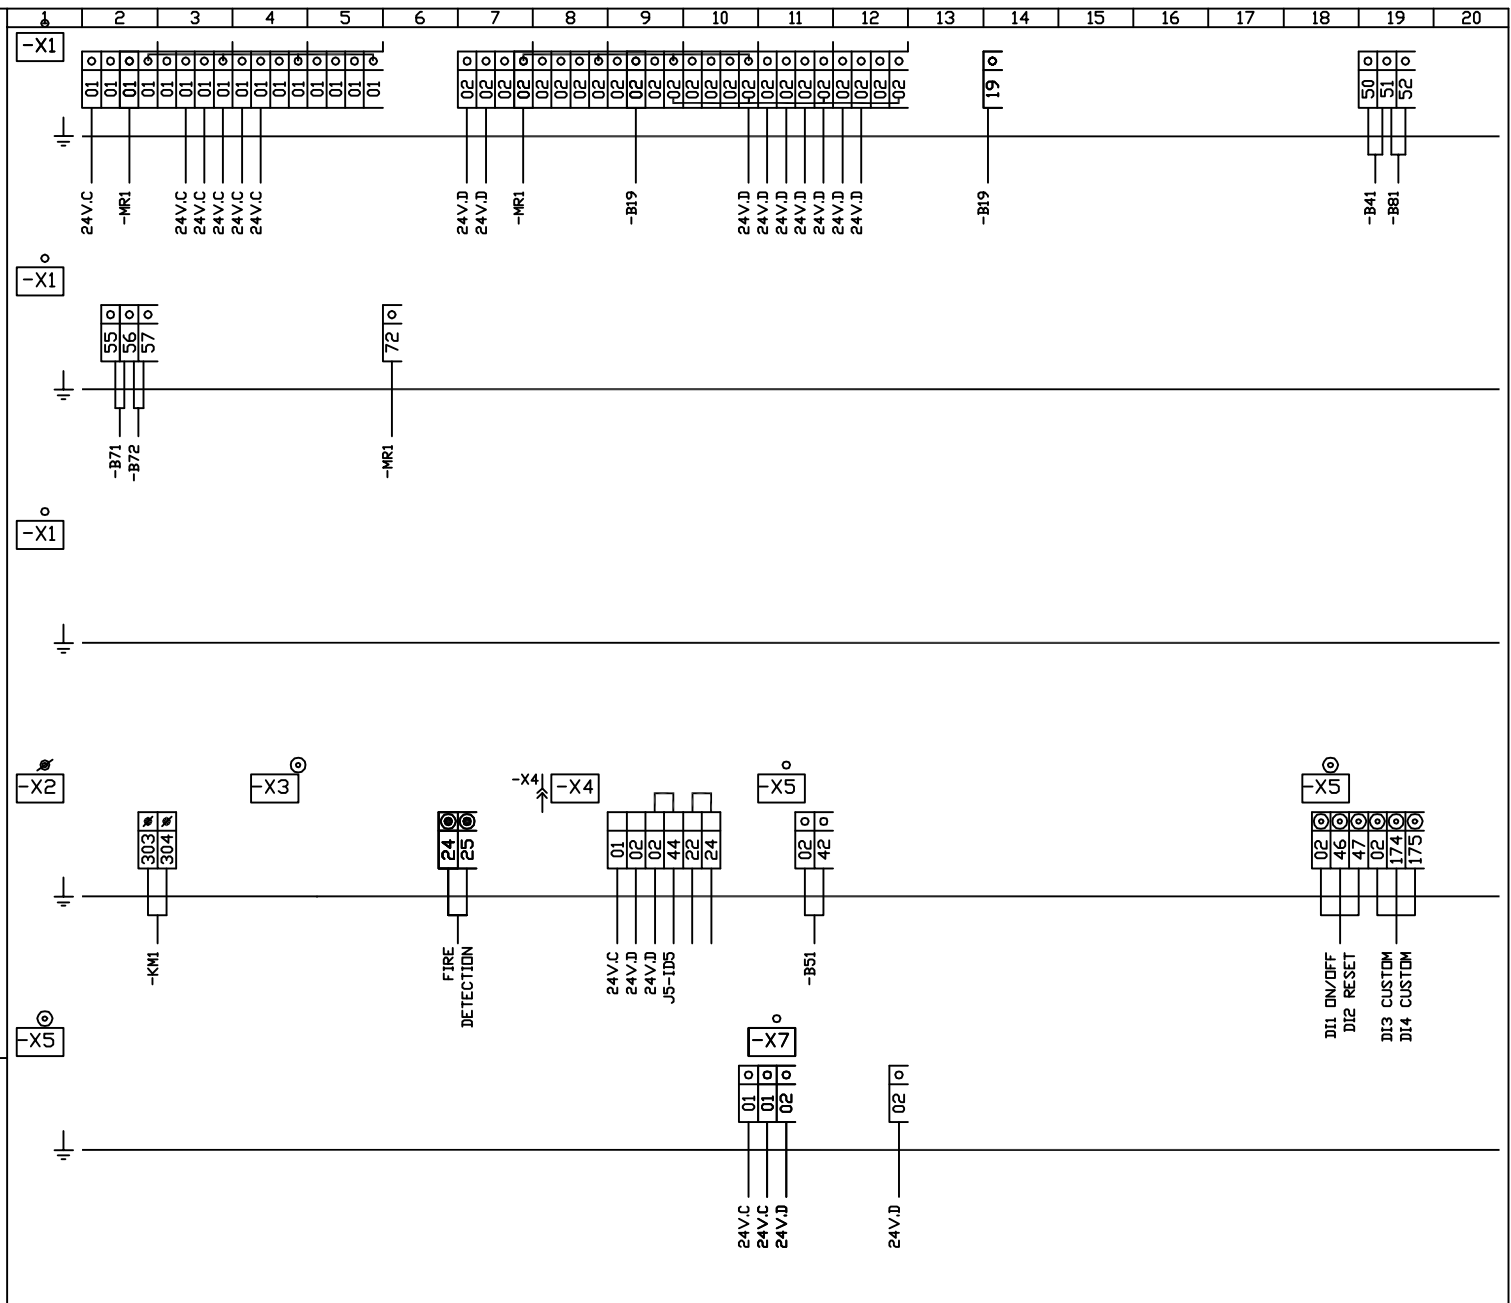 1 2 3 4 5 6 7 8 9 10 11 12 13 14 15 16 17 18 19 20
-X1
01 01 01 01 01 01 01 01 01 01 01 01 01 01 01 01
02 02 02 02 02 02 02 02 02 02 02 02 02 02 02 02 02 02 02 02 02 02 02 02
19
50 51 52
24V.C -MR1 24V.C 24V.C 24V.C 24V.C 24V.C
24V.D 24V.D -MR1 -B19 24V.D 24V.D 24V.D 24V.D 24V.D 24V.D 24V.D
-B19
-B41 -B81
-X1
55 56 57
72
-B71 -B72
-MR1
-X1
-X2 -X3 -X4 -X4 -X5 -X5
303 304
24 25
01 02 02 44 22 24
02 42
02 46 47 02 174 175
-KM1
FIRE
DETECTION
24V.C 24V.D 24V.D J5-ID5
-B51
DI1 ON/OFF
DI2 RESET
DI3 CUSTOM
DI4 CUSTOM
-X5 -X7
01 01 02
02
24V.C 24V.C 24V.D
24V.D